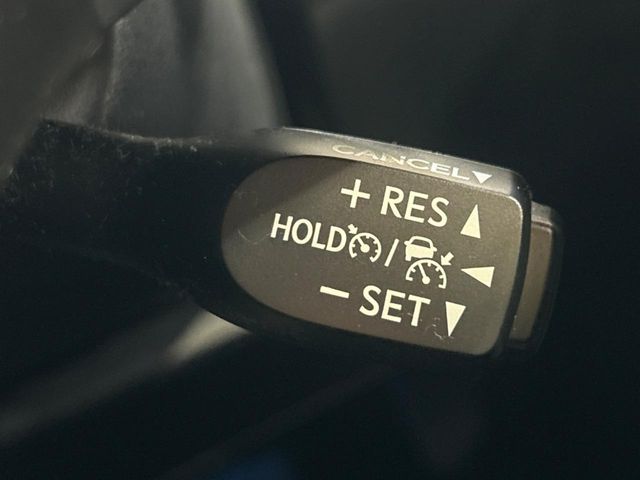 CANCEL▼
+ RES ▲
HOLD / ◀
− SET ▼